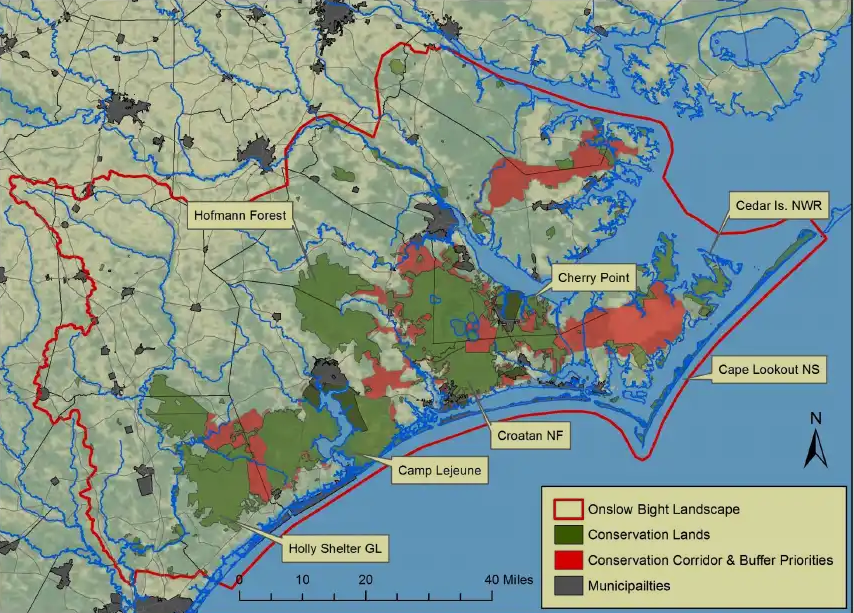 Hofmann Forest
Cedar Is. NWR
Cherry Point
Cape Lookout NS
Croatan NF
Camp Lejeune
Holly Shelter GL
N
0 10 20 40 Miles
Onslow Bight Landscape
Conservation Lands
Conservation Corridor & Buffer Priorities
Municipailties